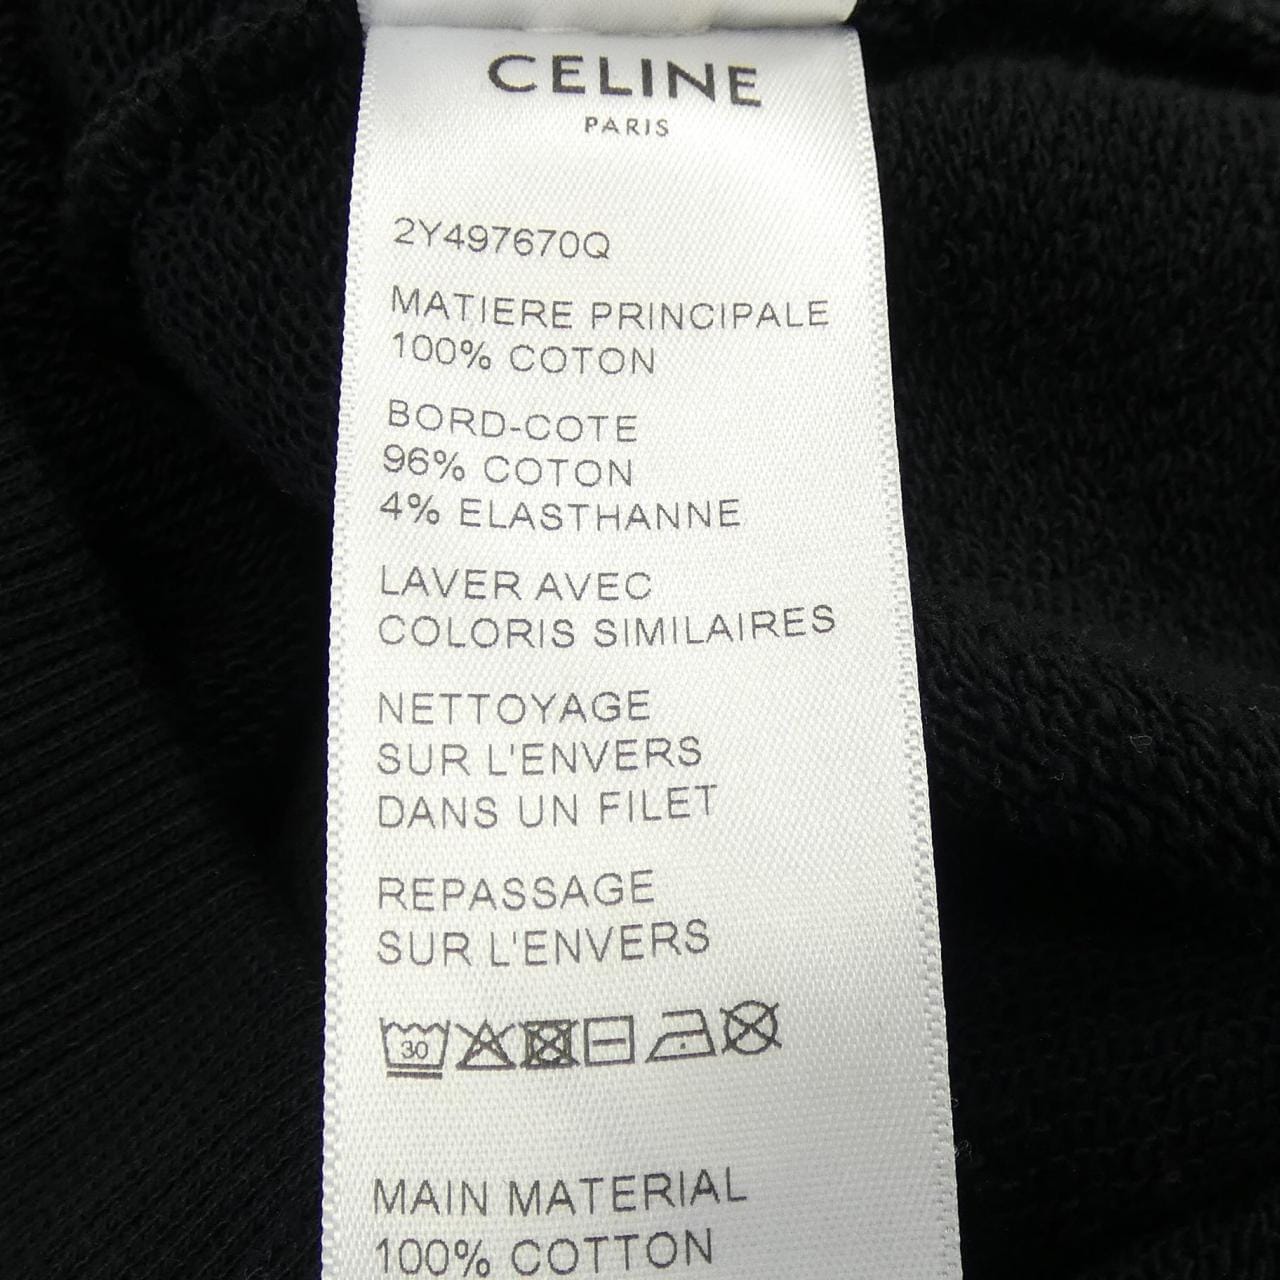 CELINE
PARIS
2Y497670Q
MATIERE PRINCIPALE
100% COTON
BORD-COTE
96% COTON
4% ELASTHANNE
LAVER AVEC
COLORIS SIMILAIRES
NETTOYAGE
SUR L'ENVERS
DANS UN FILET
REPASSAGE
SUR L'ENVERS
30
MAIN MATERIAL
100% COTTON